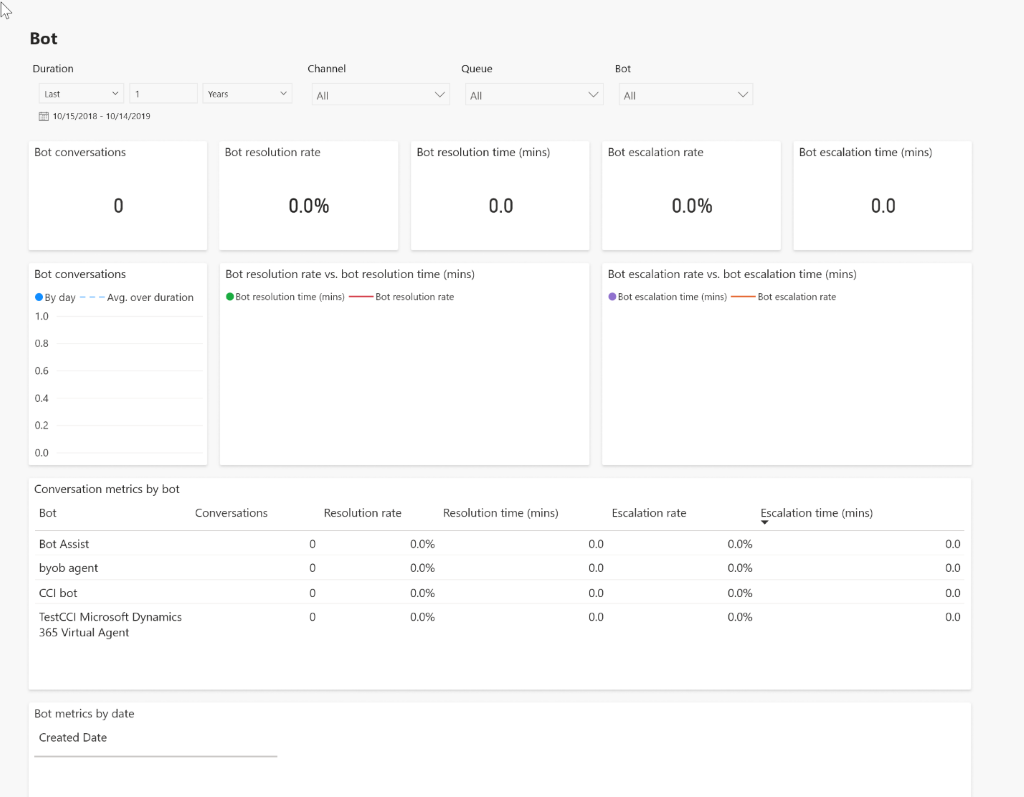 Bot
Duration
Channel
Queue
Bot
Last
1
Years
All
All
All
10/15/2018 - 10/14/2019
Bot conversations
0
Bot resolution rate
0.0%
Bot resolution time (mins)
0.0
Bot escalation rate
0.0%
Bot escalation time (mins)
0.0
Bot conversations
By day
Avg. over duration
1.0
0.8
0.6
0.4
0.2
0.0
Bot resolution rate vs. bot resolution time (mins)
Bot resolution time (mins)
Bot resolution rate
Bot escalation rate vs. bot escalation time (mins)
Bot escalation time (mins)
Bot escalation rate
Conversation metrics by bot
Bot Conversations Resolution rate Resolution time (mins) Escalation rate Escalation time (mins)
Bot Assist 0 0.0% 0.0 0.0% 0.0
byob agent 0 0.0% 0.0 0.0% 0.0
CCI bot 0 0.0% 0.0 0.0% 0.0
TestCCI Microsoft Dynamics 0 0.0% 0.0 0.0% 0.0
365 Virtual Agent
Bot metrics by date
Created Date